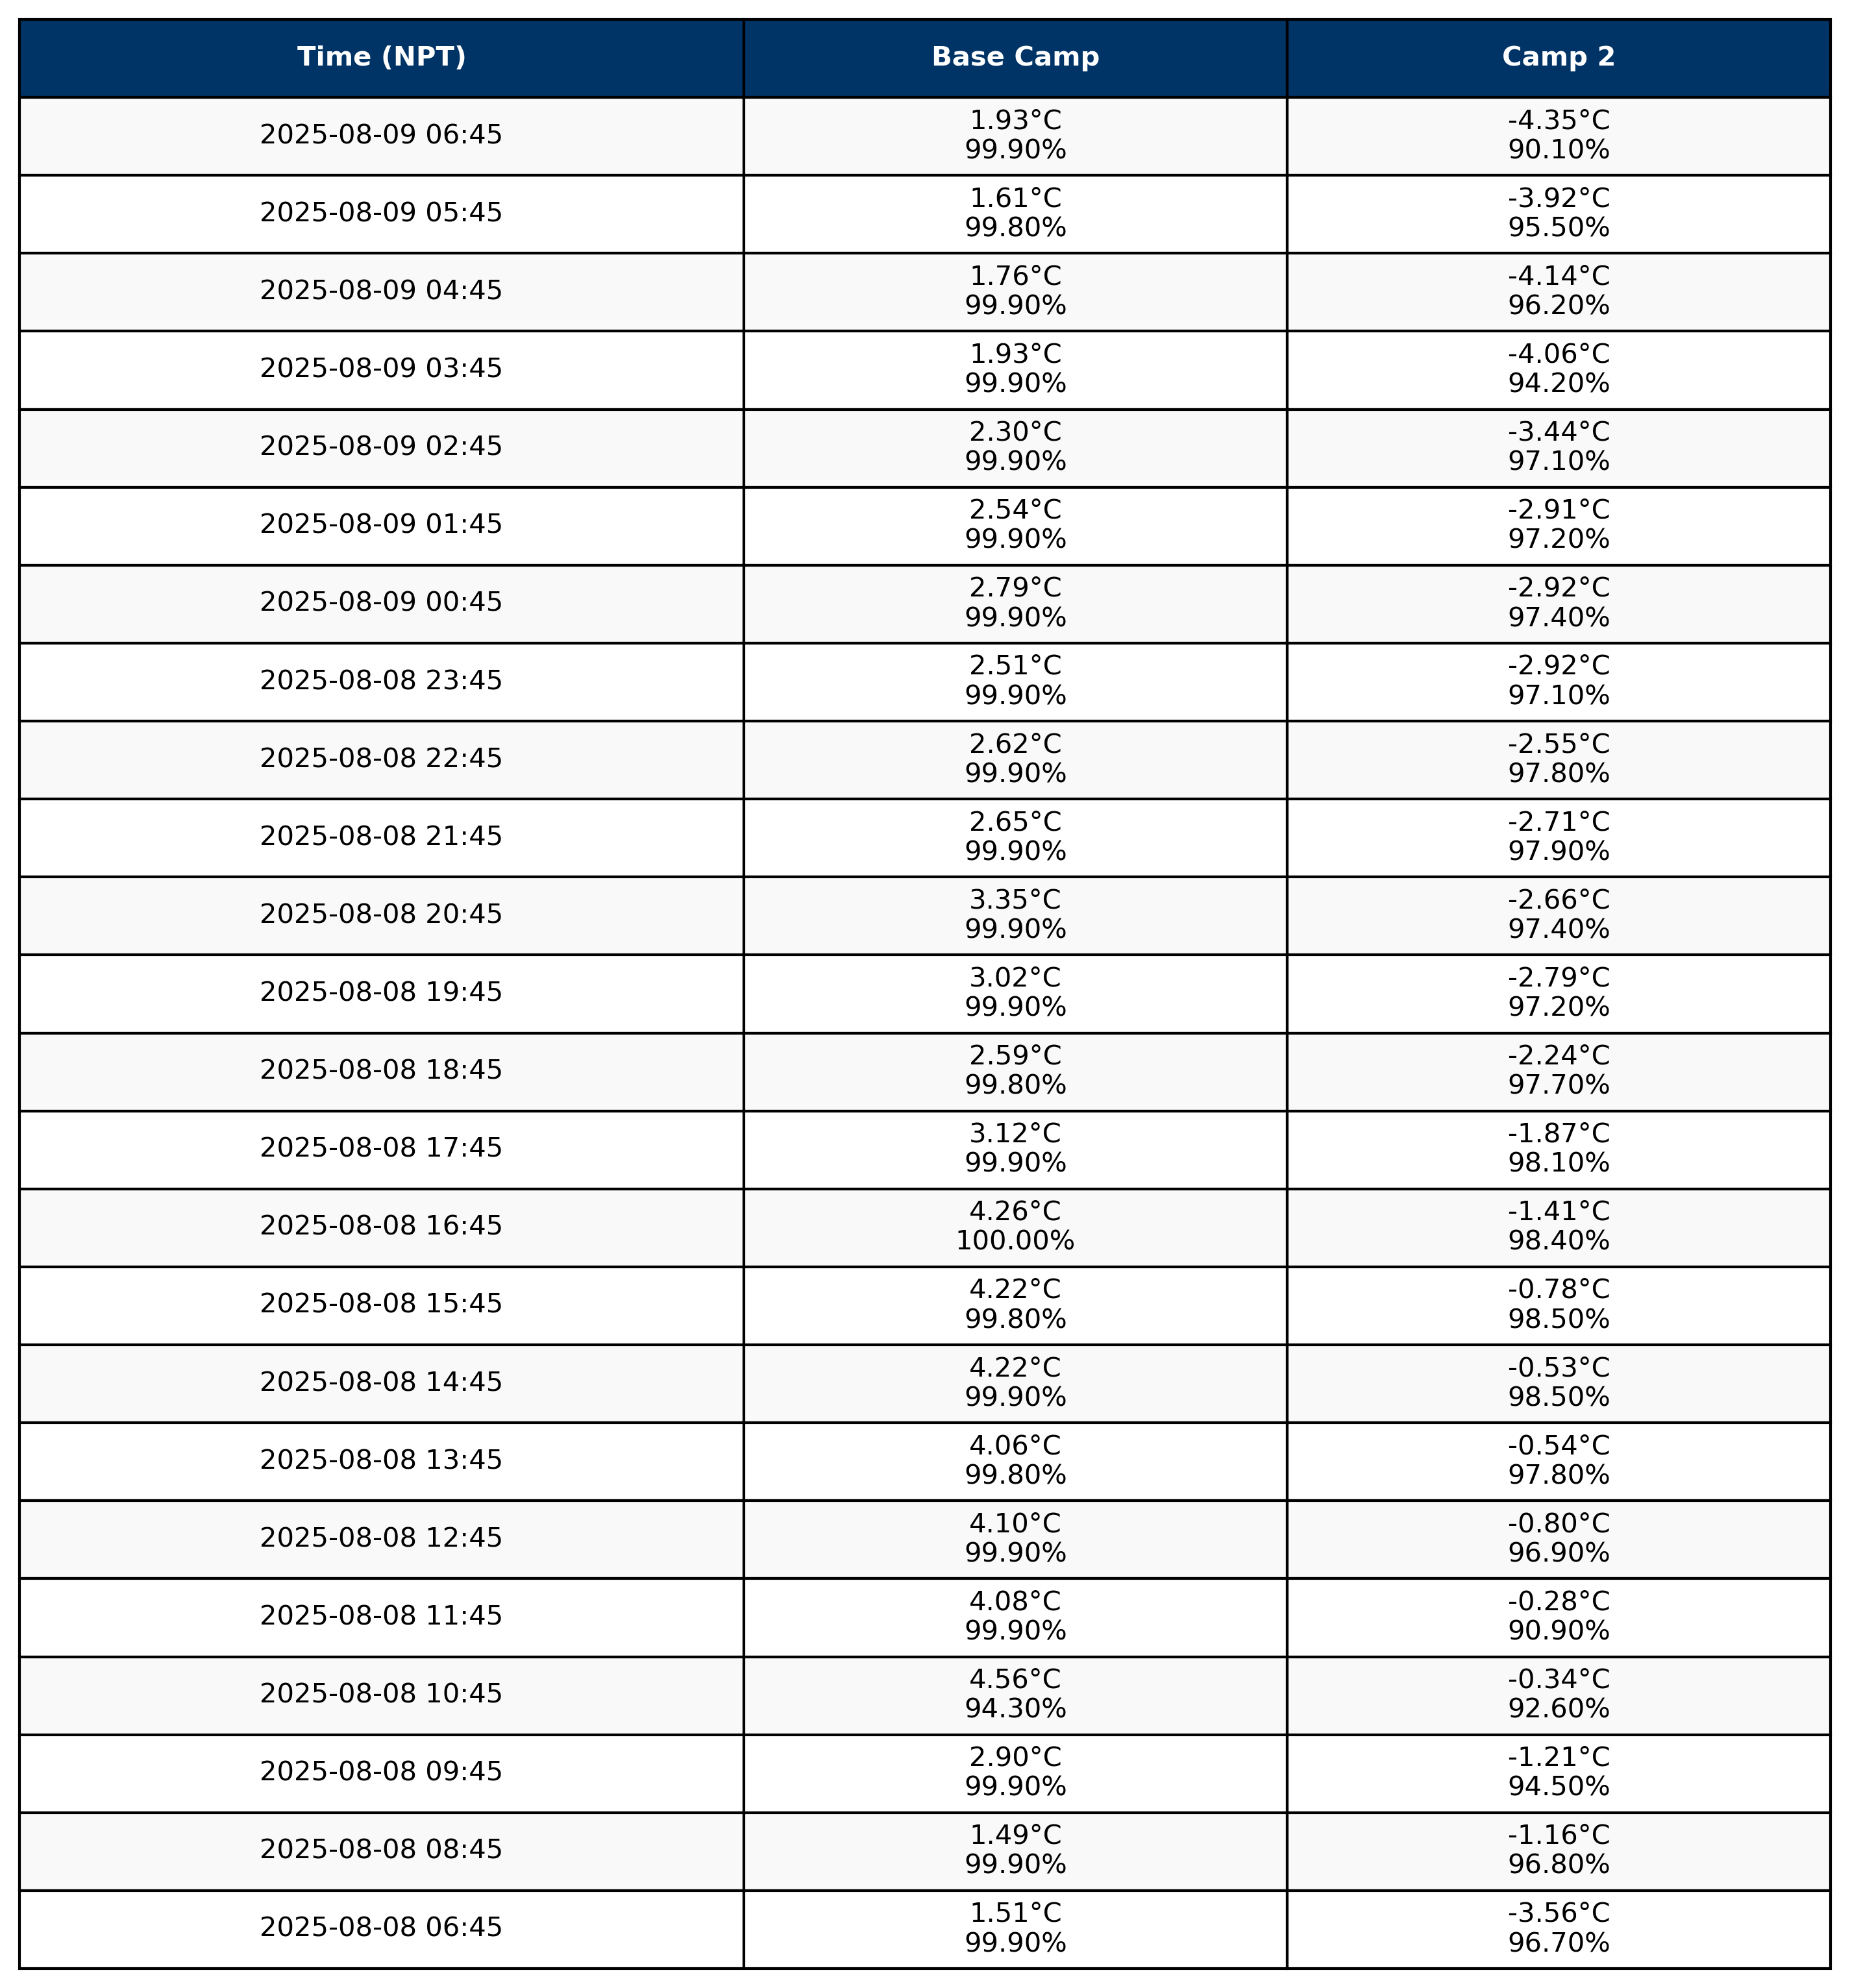 Time (NPT) Base Camp Camp 2
2025-08-09 06:45 1.93°C -4.35°C
99.90% 90.10%
2025-08-09 05:45 1.61°C -3.92°C
99.80% 95.50%
2025-08-09 04:45 1.76°C -4.14°C
99.90% 96.20%
2025-08-09 03:45 1.93°C -4.06°C
99.90% 94.20%
2025-08-09 02:45 2.30°C -3.44°C
99.90% 97.10%
2025-08-09 01:45 2.54°C -2.91°C
99.90% 97.20%
2025-08-09 00:45 2.79°C -2.92°C
99.90% 97.40%
2025-08-08 23:45 2.51°C -2.92°C
99.90% 97.10%
2025-08-08 22:45 2.62°C -2.55°C
99.90% 97.80%
2025-08-08 21:45 2.65°C -2.71°C
99.90% 97.90%
2025-08-08 20:45 3.35°C -2.66°C
99.90% 97.40%
2025-08-08 19:45 3.02°C -2.79°C
99.90% 97.20%
2025-08-08 18:45 2.59°C -2.24°C
99.80% 97.70%
2025-08-08 17:45 3.12°C -1.87°C
99.90% 98.10%
2025-08-08 16:45 4.26°C -1.41°C
100.00% 98.40%
2025-08-08 15:45 4.22°C -0.78°C
99.80% 98.50%
2025-08-08 14:45 4.22°C -0.53°C
99.90% 98.50%
2025-08-08 13:45 4.06°C -0.54°C
99.80% 97.80%
2025-08-08 12:45 4.10°C -0.80°C
99.90% 96.90%
2025-08-08 11:45 4.08°C -0.28°C
99.90% 90.90%
2025-08-08 10:45 4.56°C -0.34°C
94.30% 92.60%
2025-08-08 09:45 2.90°C -1.21°C
99.90% 94.50%
2025-08-08 08:45 1.49°C -1.16°C
99.90% 96.80%
2025-08-08 06:45 1.51°C -3.56°C
99.90% 96.70%